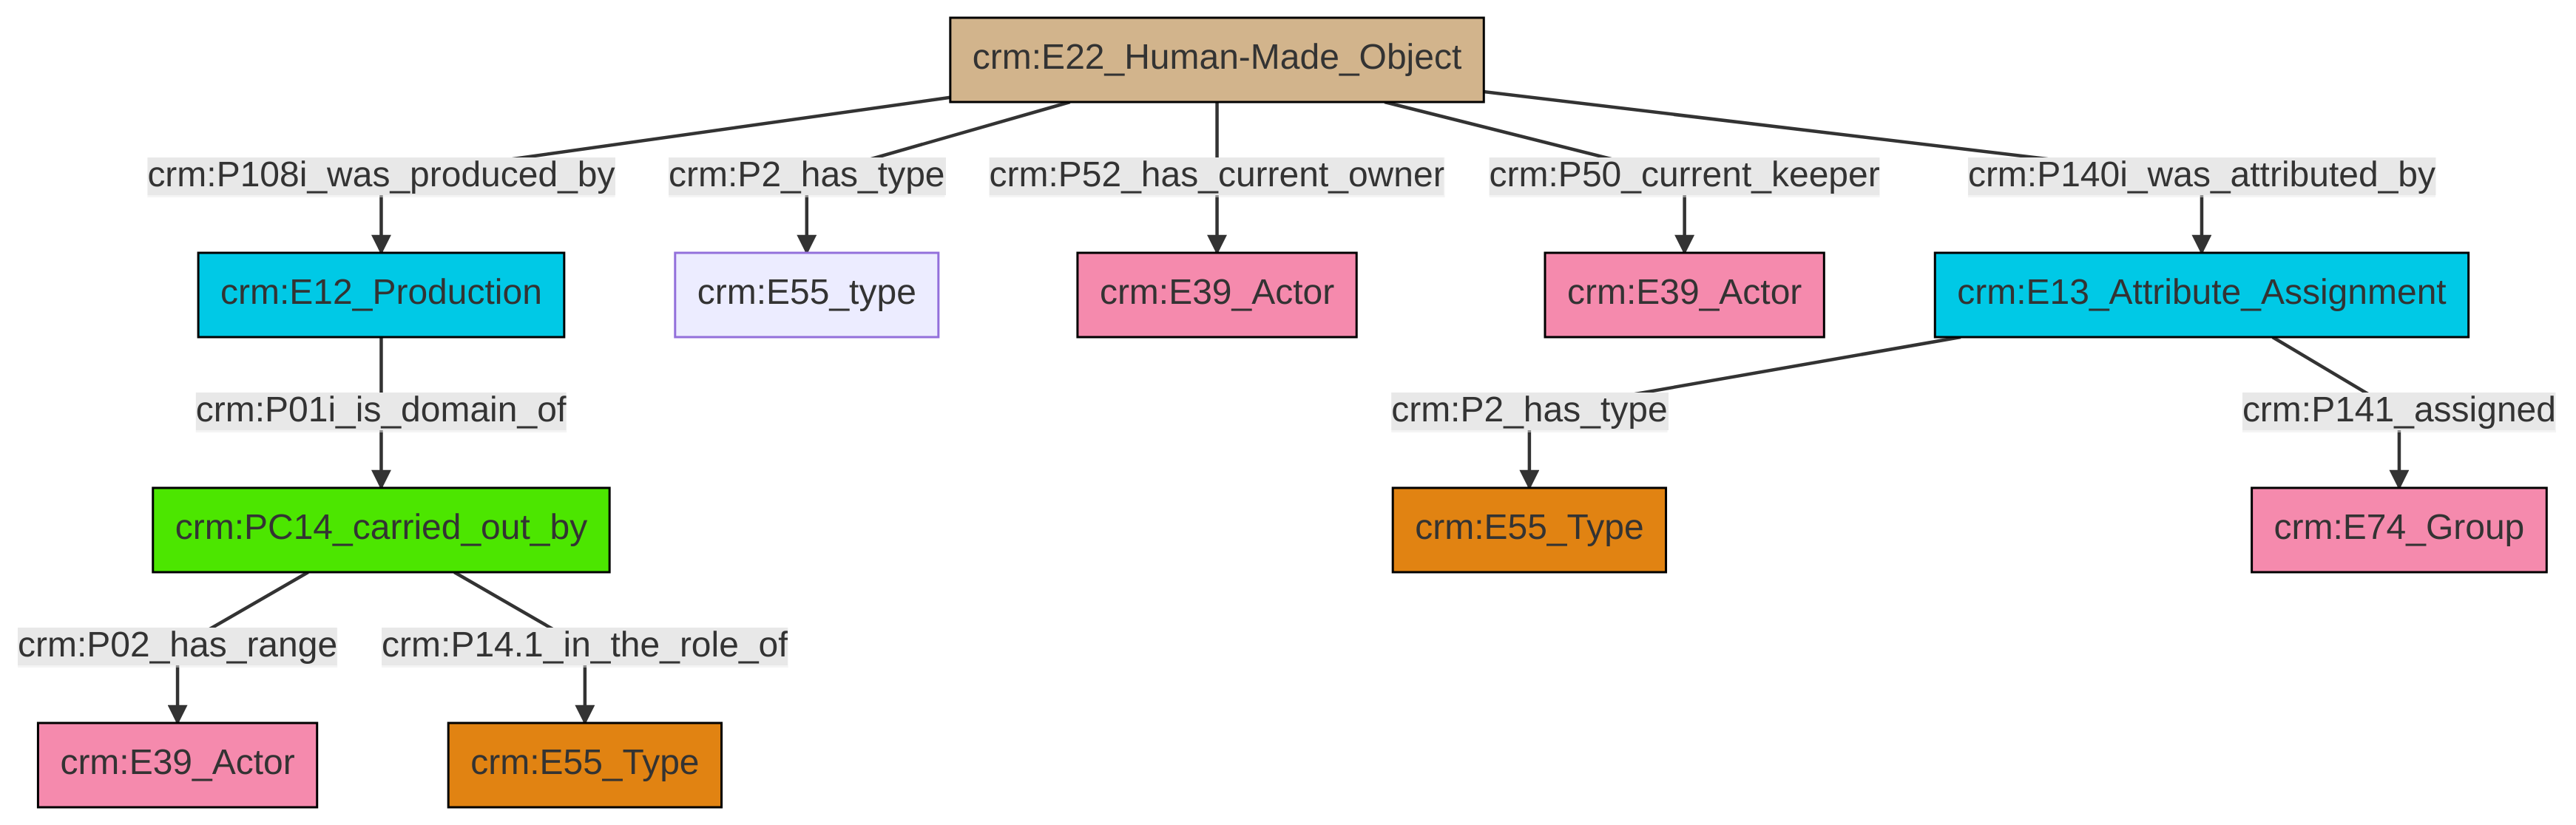 crm:E22_Human-Made_Object
crm:P108i_was_produced_by
crm:P2_has_type
crm:P52_has_current_owner
crm:P50_current_keeper
crm:P140i_was_attributed_by
crm:E12_Production
crm:E55_type
crm:E39_Actor
crm:E39_Actor
crm:E13_Attribute_Assignment
crm:P01i_is_domain_of
crm:P2_has_type
crm:P141_assigned
crm:PC14_carried_out_by
crm:E55_Type
crm:E74_Group
crm:P02_has_range
crm:P14.1_in_the_role_of
crm:E39_Actor
crm:E55_Type